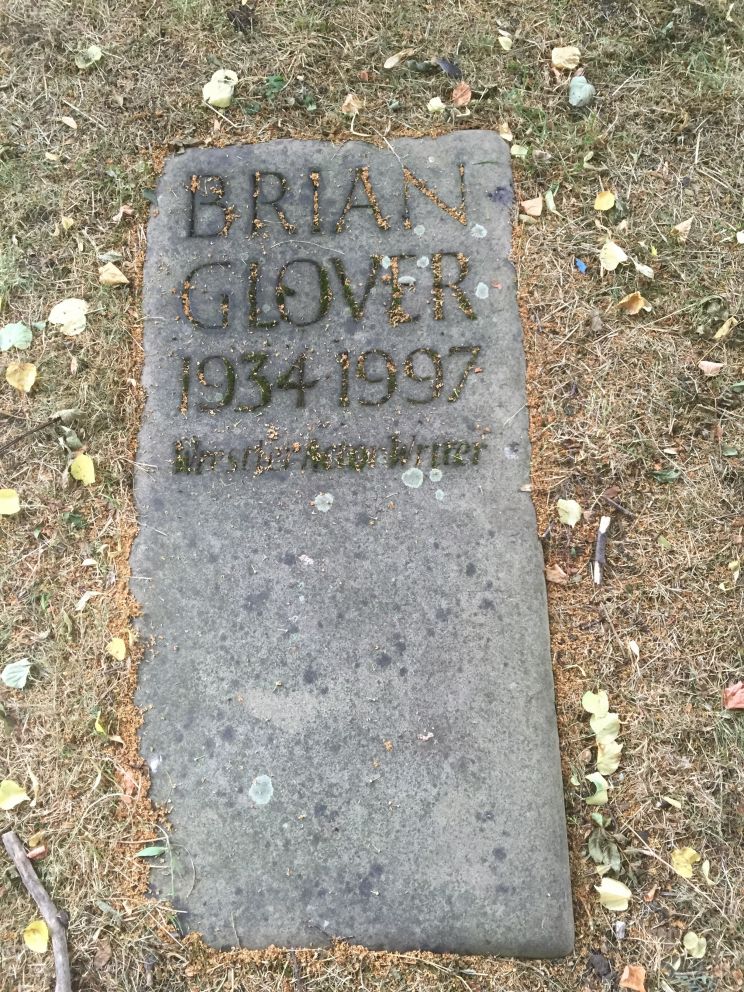 BRIAN
GLOVER
1934–1997
Wrestler Actor Writer